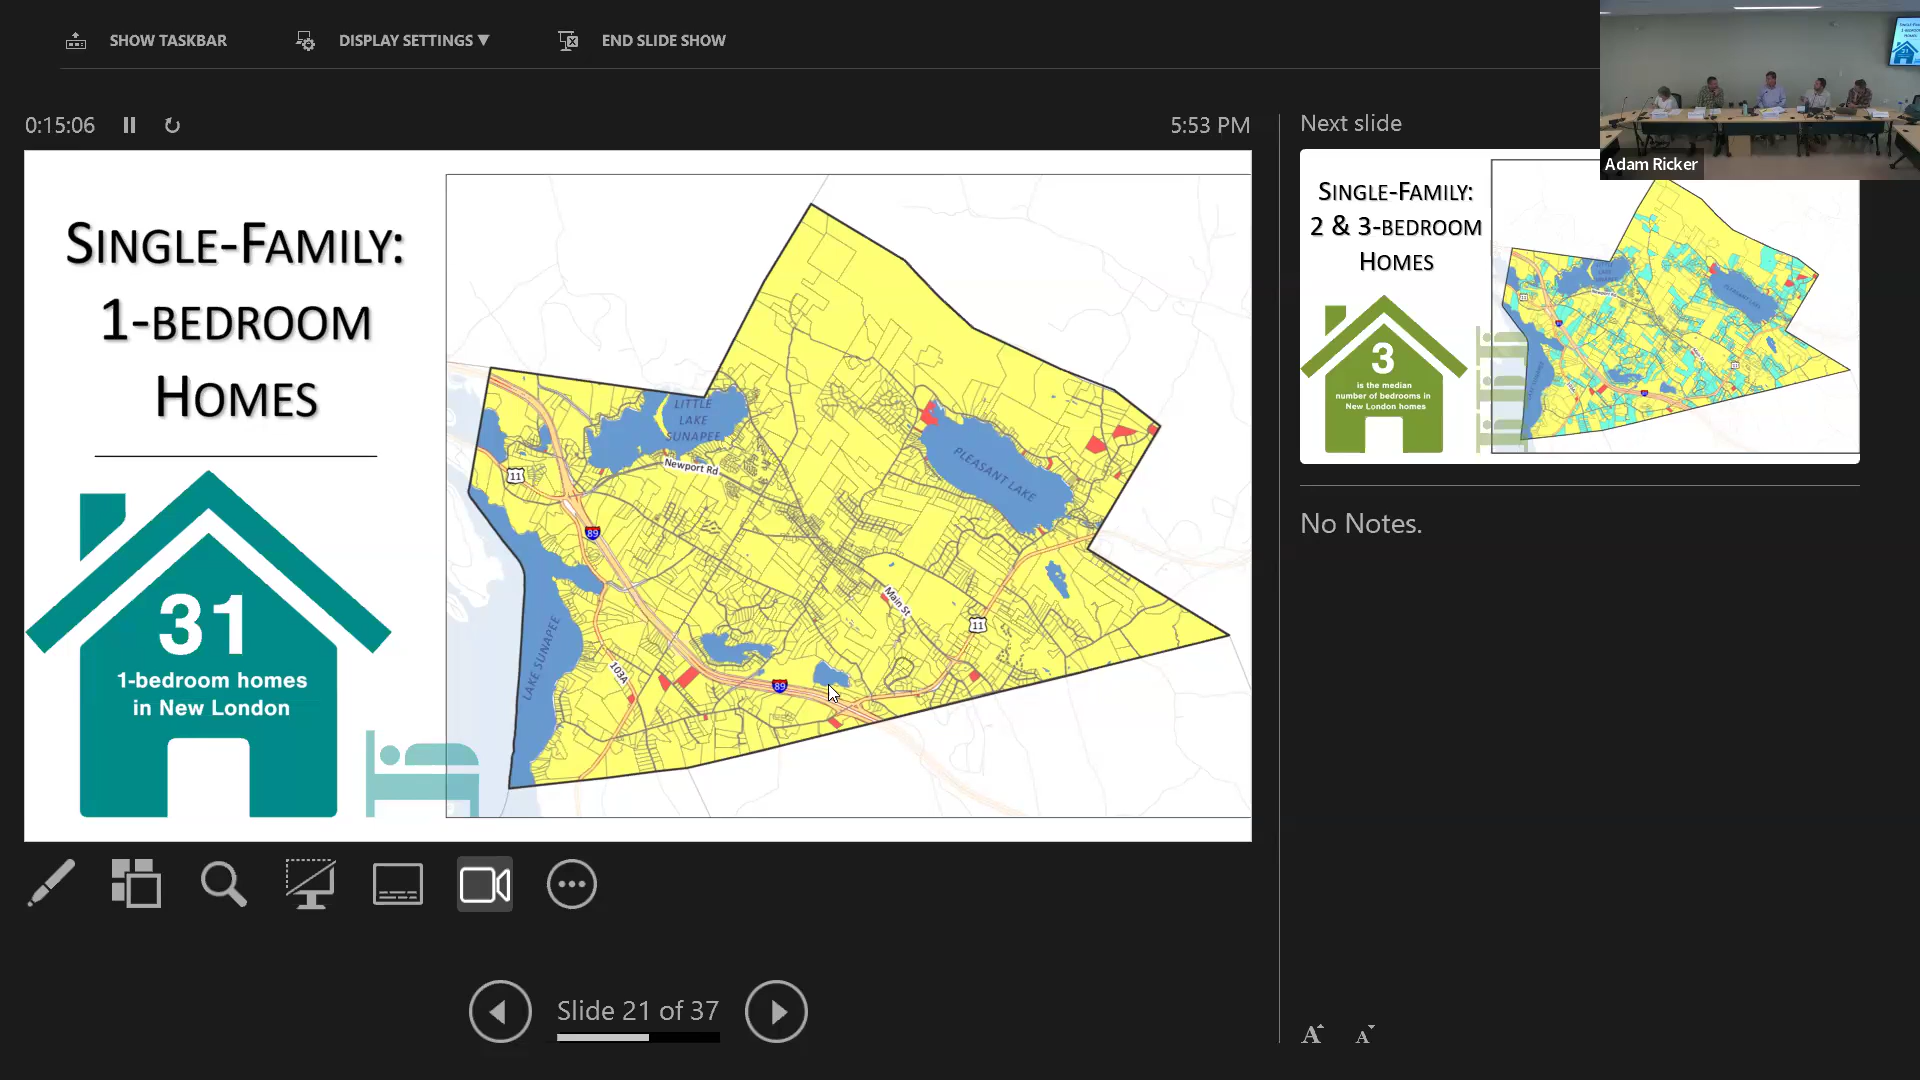 SHOW TASKBAR
DISPLAY SETTINGS ▼
END SLIDE SHOW
0:15:06
5:53 PM
Next slide
Adam Ricker
SINGLE-FAMILY:
1-BEDROOM
HOMES
31
1-bedroom homes
in New London
LITTLE
LAKE
SUNAPEE
Newport Rd
11
89
PLEASANT LAKE
Main St
11
LAKE SUNAPEE
103A
89
SINGLE-FAMILY:
2 & 3-BEDROOM
HOMES
3
is the median
number of bedrooms in
New London homes
No Notes.
Slide 21 of 37
A
A